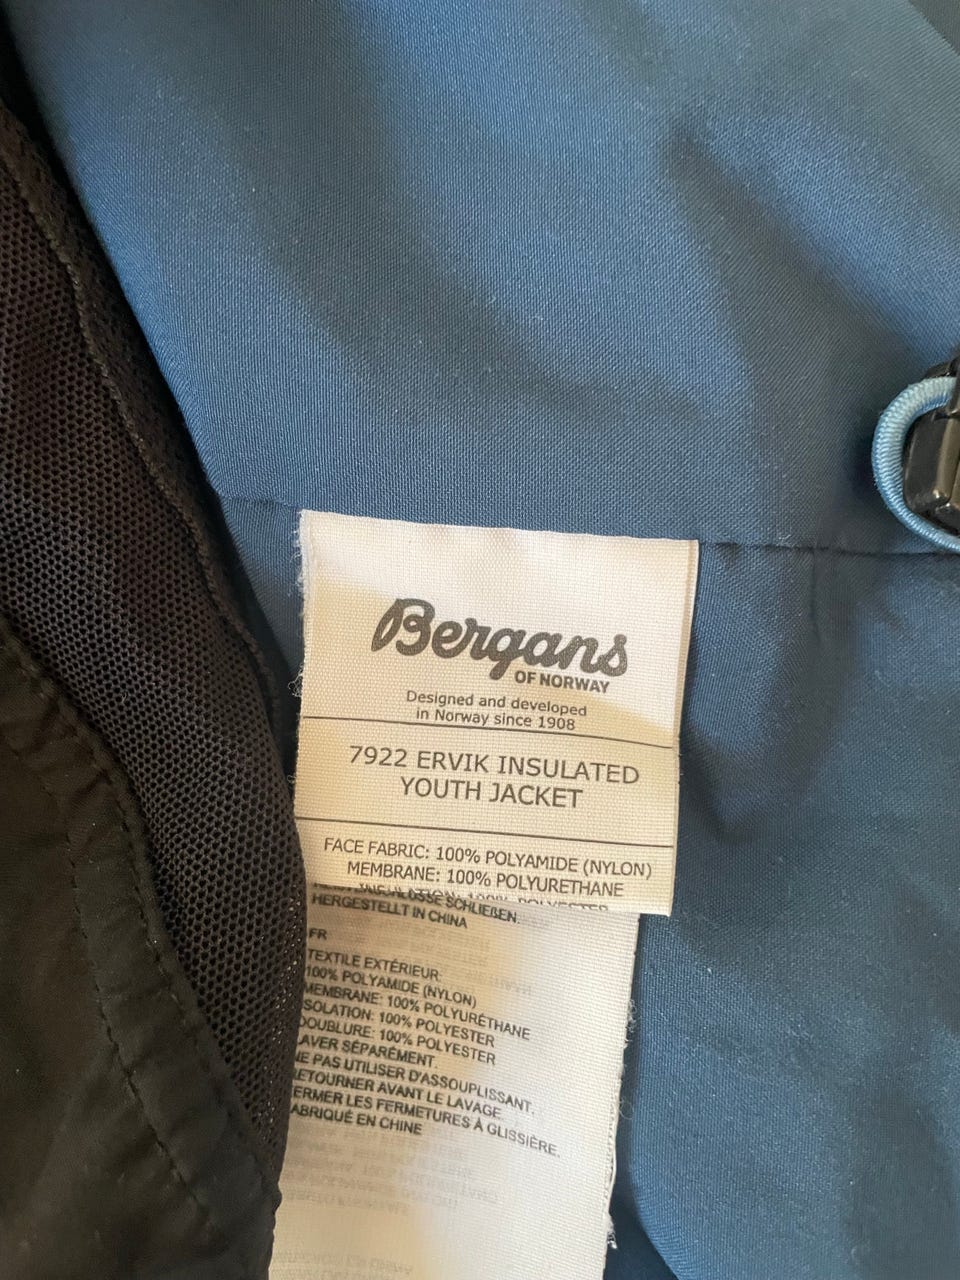 Bergans
OF NORWAY
Designed and developed
in Norway since 1908
7922 ERVIK INSULATED
YOUTH JACKET
FACE FABRIC: 100% POLYAMIDE (NYLON)
MEMBRANE: 100% POLYURETHANE
SCHLIEẞEN.
HERGESTELLT IN CHINA
FR
TEXTILE EXTÉRIEUR:
100% POLYAMIDE (NYLON)
MEMBRANE: 100% POLYURÉTHANE
ISOLATION: 100% POLYESTER
DOUBLURE: 100% POLYESTER
LAVER SÉPARÉMENT.
NE PAS UTILISER D'ASSOUPLISSANT.
RETOURNER AVANT LE LAVAGE.
FERMER LES FERMETURES À GLISSIÈRE.
FABRIQUÉ EN CHINE